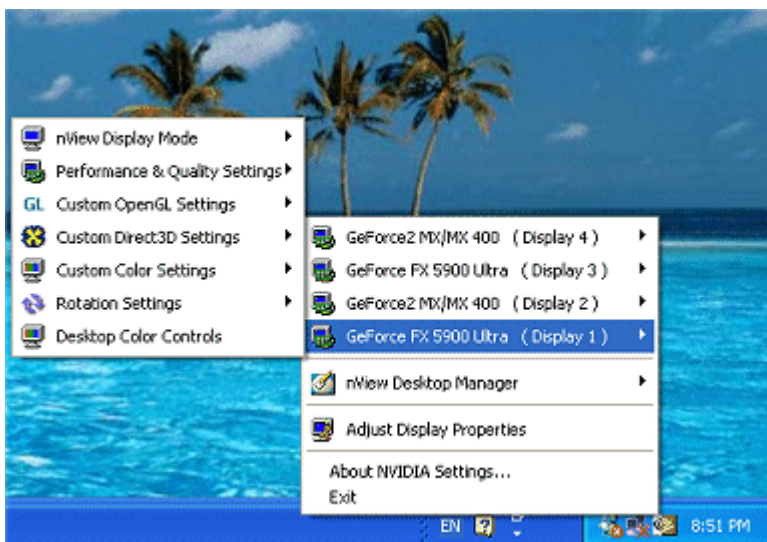 nView Display Mode
Performance & Quality Settings
GL Custom OpenGL Settings
Custom Direct3D Settings
Custom Color Settings
Rotation Settings
Desktop Color Controls
GeForce2 MX/MX 400 ( Display 4 )
GeForce FX 5900 Ultra ( Display 3 )
GeForce2 MX/MX 400 ( Display 2 )
GeForce FX 5900 Ultra ( Display 1 )
nView Desktop Manager
Adjust Display Properties
About NVIDIA Settings...
Exit
EN
8:51 PM